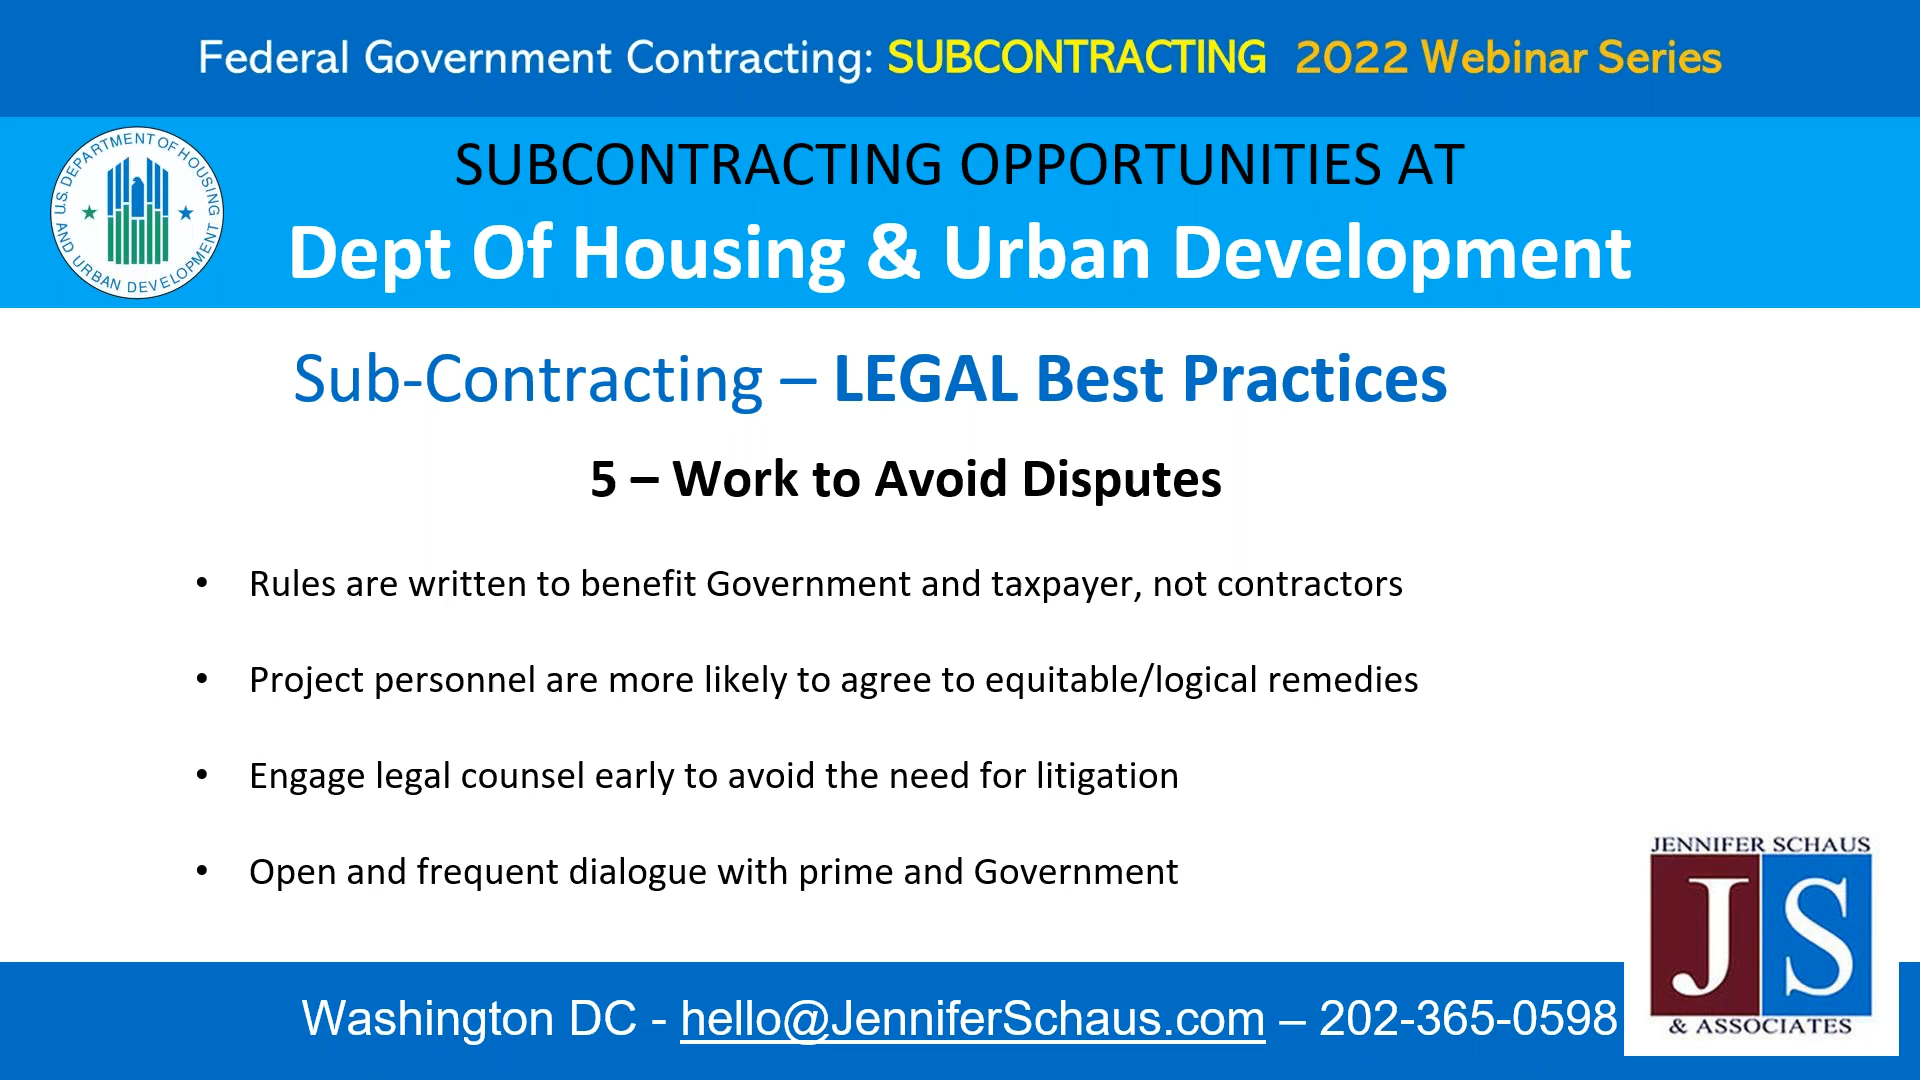 Federal Government Contracting: SUBCONTRACTING 2022 Webinar Series
U.S. DEPARTMENT OF HOUSING AND URBAN DEVELOPMENT
SUBCONTRACTING OPPORTUNITIES AT
Dept Of Housing & Urban Development
Sub-Contracting – LEGAL Best Practices
5 – Work to Avoid Disputes
• Rules are written to benefit Government and taxpayer, not contractors
• Project personnel are more likely to agree to equitable/logical remedies
• Engage legal counsel early to avoid the need for litigation
• Open and frequent dialogue with prime and Government
JENNIFER SCHAUS
JS
& ASSOCIATES
Washington DC - hello@JenniferSchaus.com – 202-365-0598